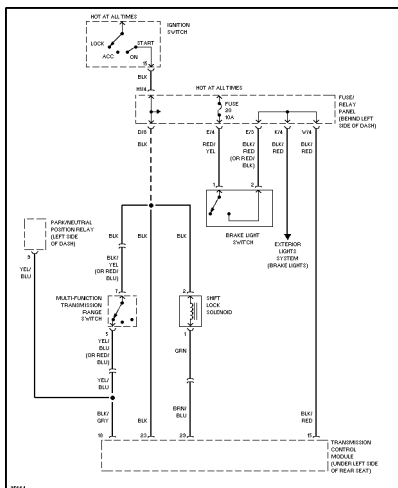 HOT AT ALL TIMES
IGNITION
SWITCH
LOCK
START
ACC
ON
15
BLK
H1/4
HOT AT ALL TIMES
FUSE
20
10A
FUSE/
RELAY
PANEL
(BEHIND LEFT
SIDE OF DASH)
D/8
E/4
E/5
K/4
W/4
BLK
RED/
YEL
BLK/
RED
(OR RED/
BLK)
BLK/
RED
BLK/
RED
1
2
BRAKE LIGHT
SWITCH
EXTERIOR
LIGHTS
SYSTEM
(BRAKE LIGHTS)
PARK/NEUTRAL
POSITION RELAY
(LEFT SIDE
OF DASH)
9
YEL/
BLU
BLK
BLK
BLK
BLK/
YEL
(OR RED/
BLU)
7
MULTI-FUNCTION
TRANSMISSION
RANGE
SWITCH
5
YEL/
BLU
(OR RED/
BLU)
YEL/
BLU
2
SHIFT
LOCK
SOLENOID
1
GRN
BRN/
BLU
BLK/
GRY
BLK
BLK/
RED
18
23
29
15
TRANSMISSION
CONTROL
MODULE
(UNDER LEFT SIDE
OF REAR SEAT)